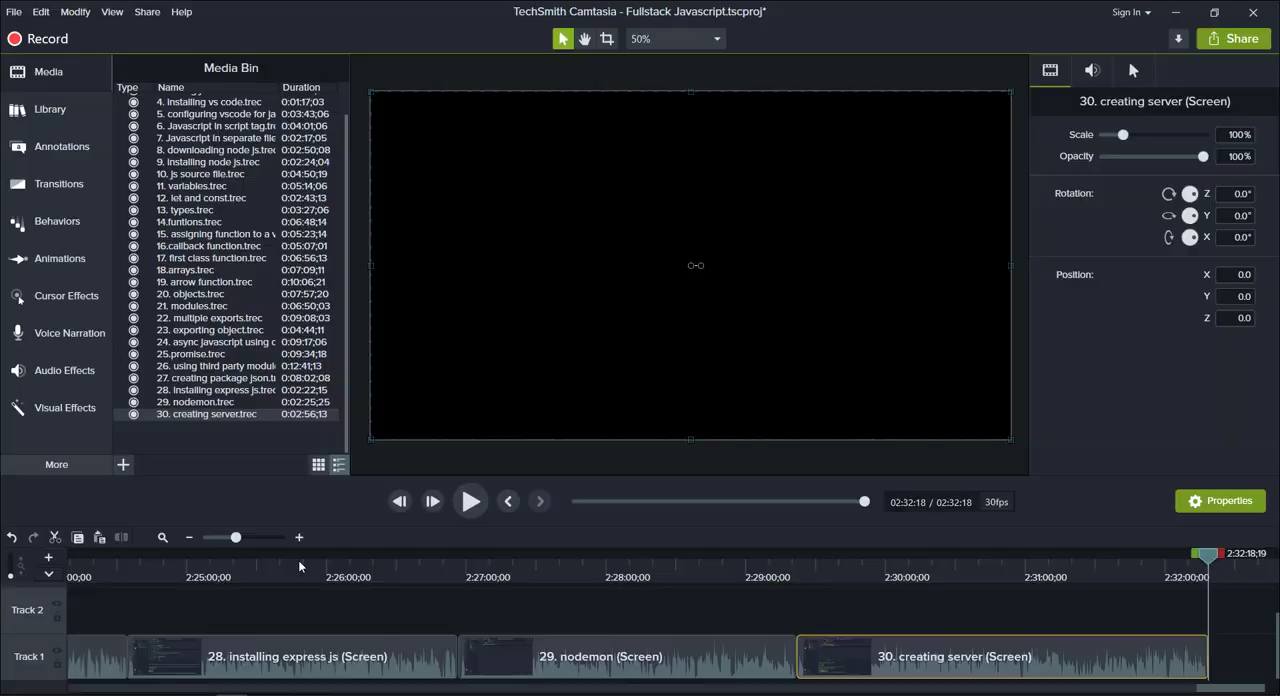 File Edit Modify View Share Help TechSmith Camtasia - Fullstack Javascript.tscproj* Sign In
Record 50% Share
Media
Library
Annotations
Transitions
Behaviors
Animations
Cursor Effects
Voice Narration
Audio Effects
Visual Effects
More
Media Bin
Type Name Duration
4. installing vs code.trec 0:01:17;03
5. configuring vscode for ja 0:03:43;06
6. Javascript in script tag.tre 0:04:01;06
7. Javascript in separate file 0:02:17;05
8. downloading node js.trec 0:02:50;08
9. installing node js.trec 0:02:24;04
10. js source file.trec 0:04:50;19
11. variables.trec 0:05:14;06
12. let and const.trec 0:02:43;13
13. types.trec 0:03:27;06
14.funtions.trec 0:06:48;14
15. assigning function to a v 0:05:23;14
16.callback function.trec 0:05:07;01
17. first class function.trec 0:06:56;13
18.arrays.trec 0:07:09;11
19. arrow function.trec 0:10:06;21
20. objects.trec 0:07:57;20
21. modules.trec 0:06:50;03
22. multiple exports.trec 0:09:08;03
23. exporting object.trec 0:04:44;11
24. async javascript using c 0:09:17;06
25.promise.trec 0:09:34;18
26. using third party modul 0:12:41;13
27. creating package json.tr 0:08:02;08
28. installing express js.trec 0:02:22;15
29. nodemon.trec 0:02:25;25
30. creating server.trec 0:02:56;13
30. creating server (Screen)
Scale 100%
Opacity 100%
Rotation: Z 0.0°
Y 0.0°
X 0.0°
Position: X 0.0
Y 0.0
Z 0.0
02:32:18 / 02:32:18 30fps
Properties
2:32:18;19
00;00 2:25:00;00 2:26:00;00 2:27:00;00 2:28:00;00 2:29:00;00 2:30:00;00 2:31:00;00 2:32:00;00
Track 2
Track 1 28. installing express js (Screen) 29. nodemon (Screen) 30. creating server (Screen)